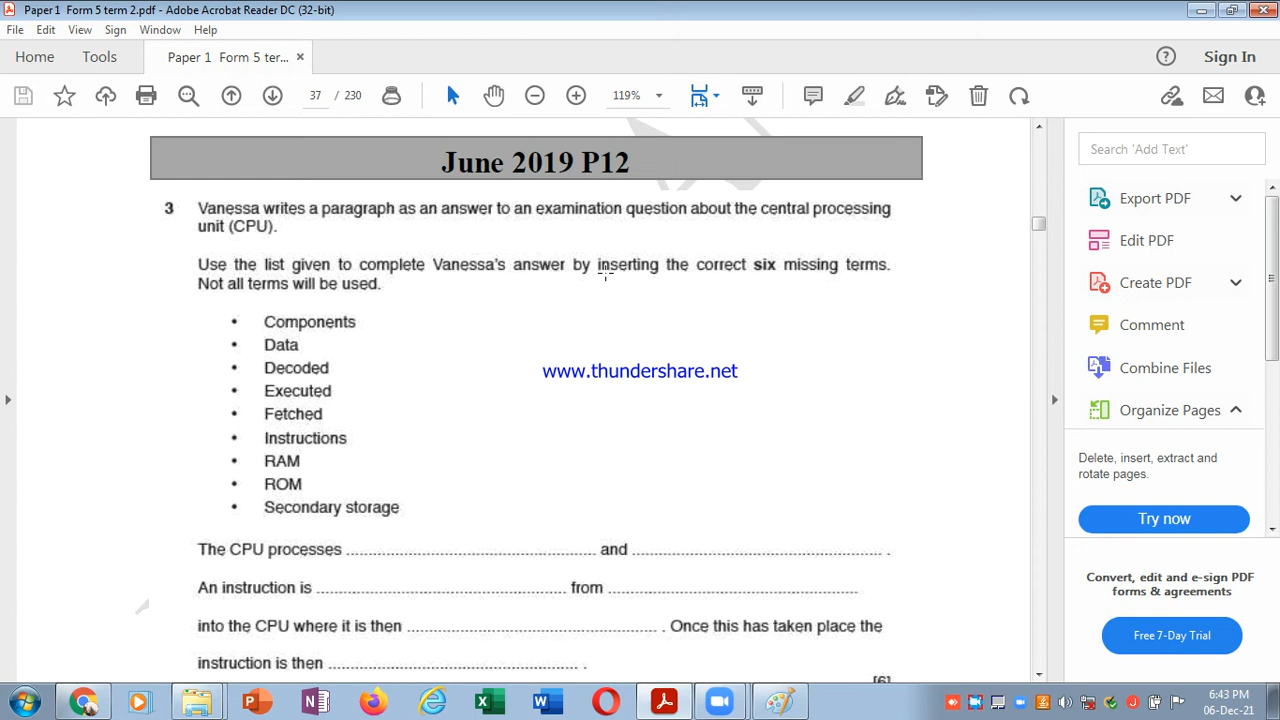 Paper 1 Form 5 term 2.pdf - Adobe Acrobat Reader DC (32-bit)
File Edit View Sign Window Help
Home Tools Paper 1 Form 5 ter... × Sign In
37 / 230 119%
June 2019 P12
Search 'Add Text'
3 Vanessa writes a paragraph as an answer to an examination question about the central processing
unit (CPU).
Use the list given to complete Vanessa's answer by inserting the correct six missing terms.
Not all terms will be used.
• Components
• Data
• Decoded
• Executed
• Fetched
• Instructions
• RAM
• ROM
• Secondary storage
www.thundershare.net
The CPU processes ............................................................ and ............................................................ .
An instruction is ............................................................ from ............................................................
into the CPU where it is then ............................................................ . Once this has taken place the
instruction is then ............................................................ .
[6]
Export PDF
Edit PDF
Create PDF
Comment
Combine Files
Organize Pages
Delete, insert, extract and
rotate pages.
Try now
Convert, edit and e-sign PDF
forms & agreements
Free 7-Day Trial
6:43 PM
06-Dec-21